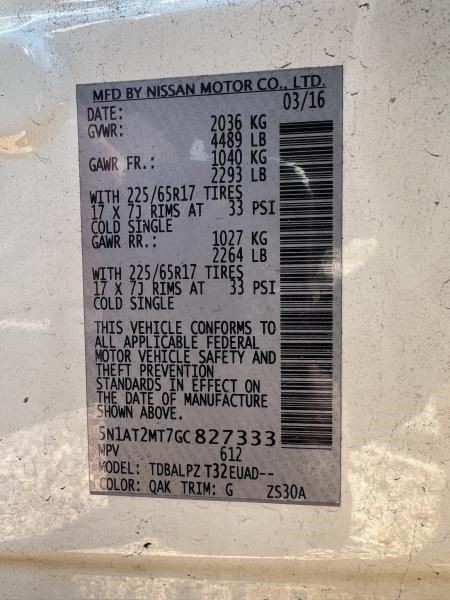 MFD BY NISSAN MOTOR CO., LTD.
DATE: 03/16
GVWR: 2036 KG
4489 LB
GAWR FR.: 1040 KG
2293 LB
WITH 225/65R17 TIRES
17 X 7J RIMS AT 33 PSI
COLD SINGLE
GAWR RR.: 1027 KG
2264 LB
WITH 225/65R17 TIRES
17 X 7J RIMS AT 33 PSI
COLD SINGLE
THIS VEHICLE CONFORMS TO
ALL APPLICABLE FEDERAL
MOTOR VEHICLE SAFETY AND
THEFT PREVENTION
STANDARDS IN EFFECT ON
THE DATE OF MANUFACTURE
SHOWN ABOVE.
5N1AT2MT7GC827333
MPV 612
MODEL: TDBALPZ T32EUAD--
COLOR: QAK TRIM: G ZS30A